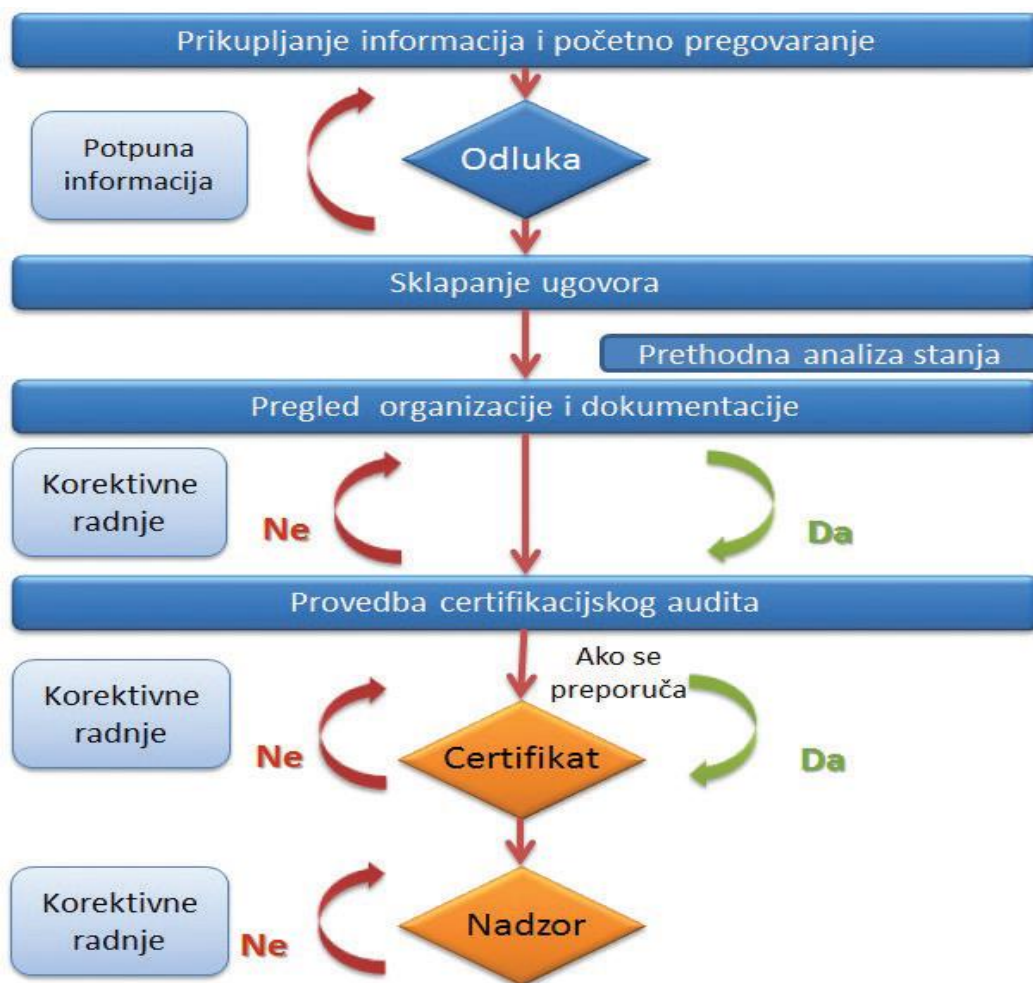 Prikupljanje informacija i početno pregovaranje
Potpuna
informacija
Odluka
Sklapanje ugovora
Prethodna analiza stanja
Pregled organizacije i dokumentacije
Korektivne
radnje
Ne
Da
Provedba certifikacijskog audita
Ako se
preporuča
Korektivne
radnje
Ne
Certifikat
Da
Korektivne
radnje
Ne
Nadzor